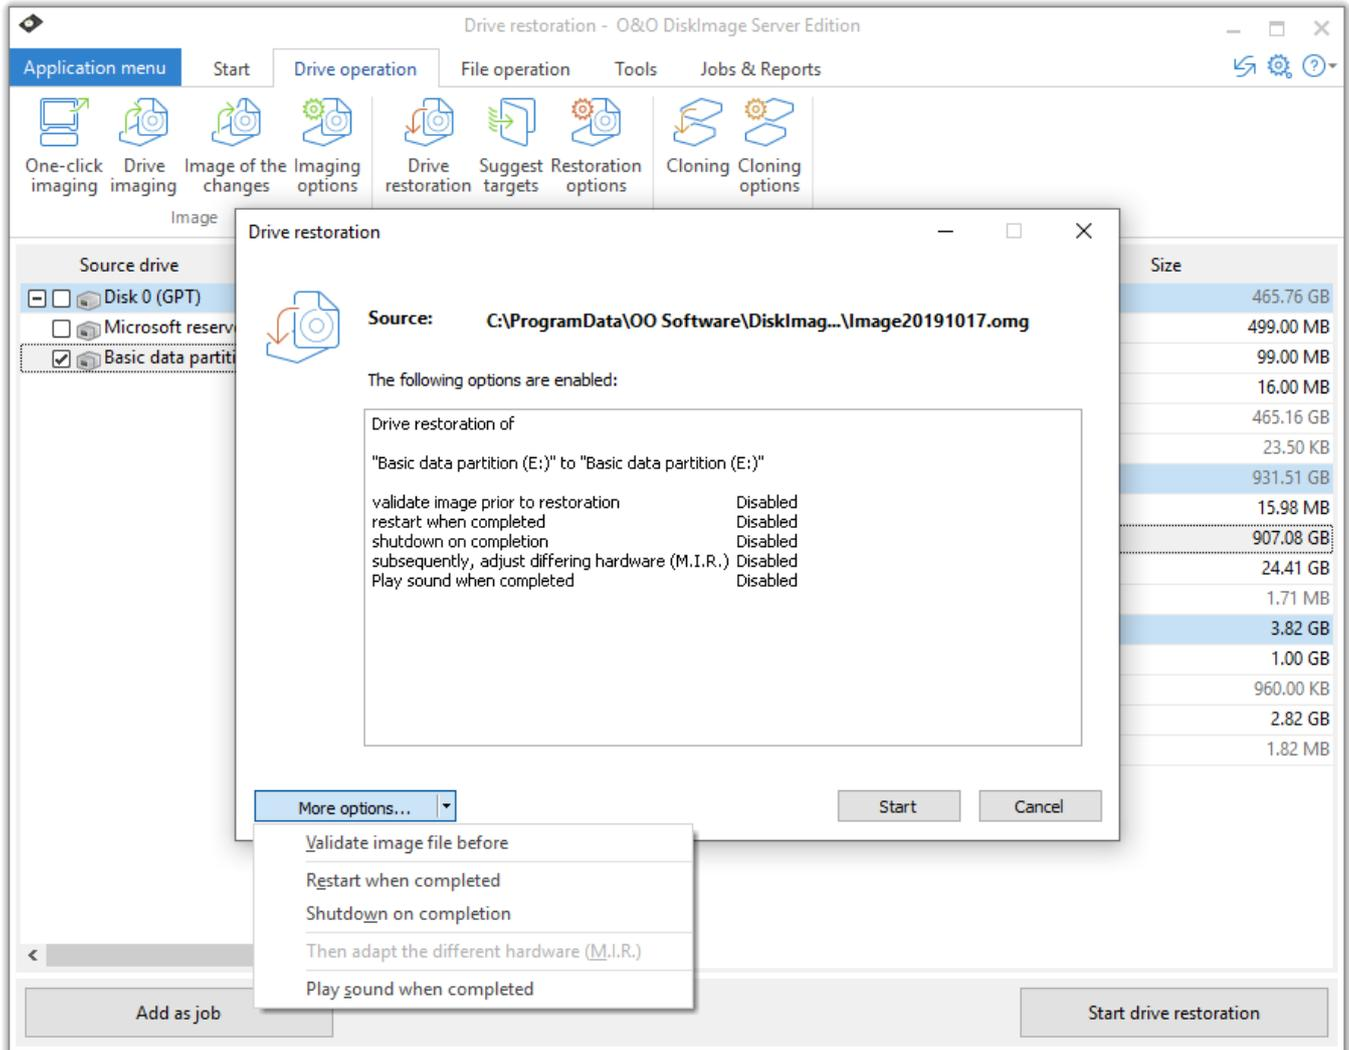 Drive restoration - O&O DiskImage Server Edition
Application menu Start Drive operation File operation Tools Jobs & Reports
One-click imaging
Drive imaging
Image of the changes
Imaging options
Drive restoration
Suggest targets
Restoration options
Cloning
Cloning options
Image
Source drive
Disk 0 (GPT)
Microsoft reserv
Basic data partiti
Size
465.76 GB
499.00 MB
99.00 MB
16.00 MB
465.16 GB
23.50 KB
931.51 GB
15.98 MB
907.08 GB
24.41 GB
1.71 MB
3.82 GB
1.00 GB
960.00 KB
2.82 GB
1.82 MB
Drive restoration
Source: C:\ProgramData\OO Software\DiskImag...\Image20191017.omg
The following options are enabled:
Drive restoration of
"Basic data partition (E:)" to "Basic data partition (E:)"
validate image prior to restoration Disabled
restart when completed Disabled
shutdown on completion Disabled
subsequently, adjust differing hardware (M.I.R.) Disabled
Play sound when completed Disabled
More options... Start Cancel
Validate image file before
Restart when completed
Shutdown on completion
Then adapt the different hardware (M.I.R.)
Play sound when completed
Add as job Start drive restoration